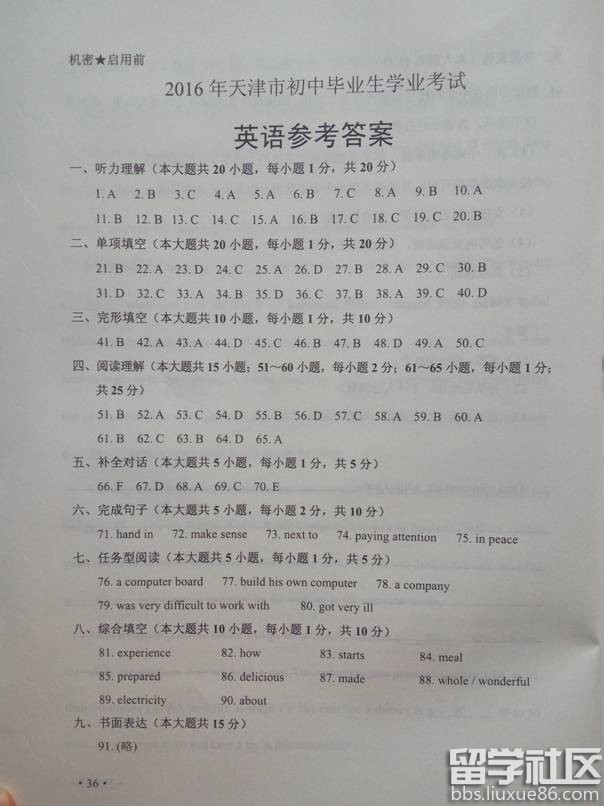 机密★启用前
2016年天津市初中毕业生学业考试
英语参考答案
一、听力理解（本大题共20小题，每小题1分，共20分）
1. A 2. B 3. C 4. A 5. A 6. B 7. C 8. A 9. B 10. A
11. B 12. B 13. C 14. C 15. A 16. B 17. C 18. C 19. C 20. B
二、单项填空（本大题共20小题，每小题1分，共20分）
21. B 22. A 23. D 24. C 25. A 26. D 27. B 28. A 29. C 30. B
31. D 32. C 33. A 34. B 35. D 36. C 37. B 38. A 39. C 40. D
三、完形填空（本大题共10小题，每小题1分，共10分）
41. B 42. A 43. D 44. C 45. B 46. C 47. B 48. D 49. A 50. C
四、阅读理解（本大题共15小题；51～60小题，每小题2分；61～65小题，每小题1分；
共25分）
51. B 52. A 53. C 54. D 55. B 56. D 57. C 58. A 59. B 60. A
61. B 62. C 63. B 64. D 65. A
五、补全对话（本大题共5小题，每小题1分，共5分）
66. F 67. D 68. A 69. C 70. E
六、完成句子（本大题共5小题，每小题2分，共10分）
71. hand in 72. make sense 73. next to 74. paying attention 75. in peace
七、任务型阅读（本大题共5小题，每小题1分，共5分）
76. a computer board 77. build his own computer 78. a company
79. was very difficult to work with 80. got very ill
八、综合填空（本大题共10小题，每小题1分，共10分）
81. experience 82. how 83. starts 84. meal
85. prepared 86. delicious 87. made 88. whole / wonderful
89. electricity 90. about
九、书面表达（本大题共15分）
91. (略)
· 36 ·
留学社区
bbs.liuxue86.com